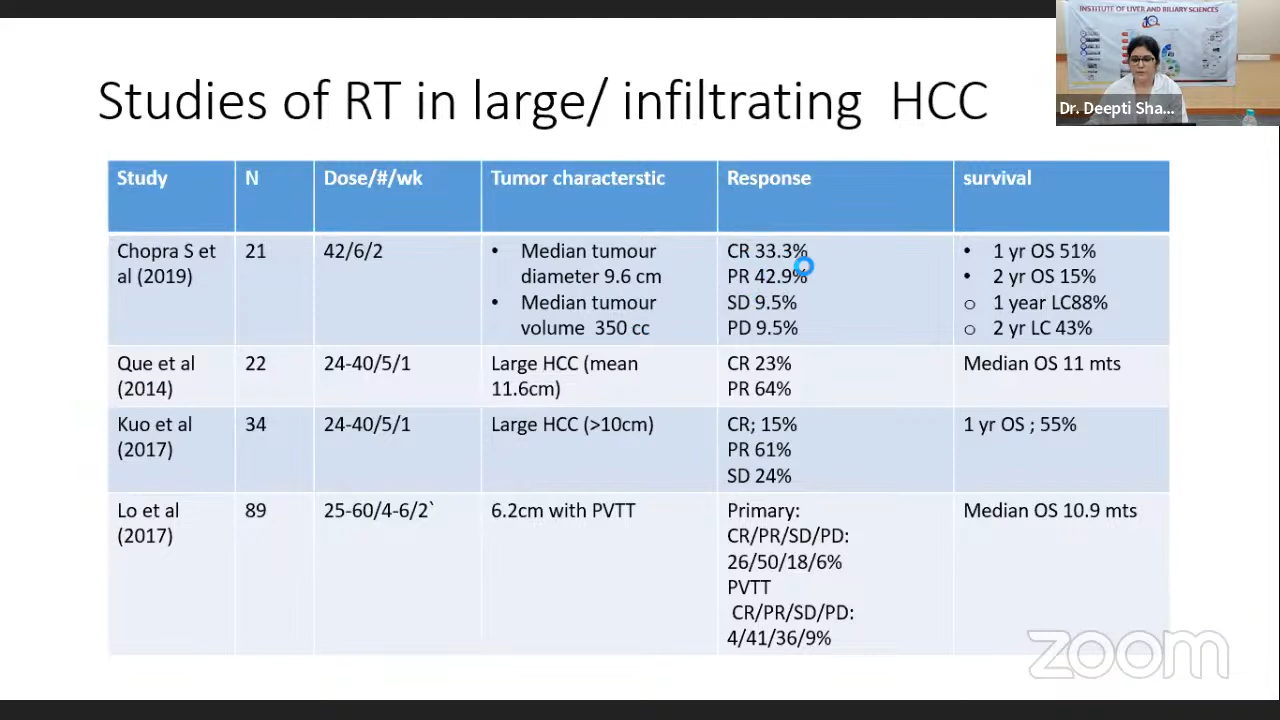 INSTITUTE OF LIVER AND BILIARY SCIENCES
Dr. Deepti Sha...
Studies of RT in large/ infiltrating HCC
Study N Dose/#/wk Tumor characterstic Response survival
Chopra S et
al (2019)
21
42/6/2
• Median tumour
diameter 9.6 cm
• Median tumour
volume 350 cc
CR 33.3%
PR 42.9%
SD 9.5%
PD 9.5%
• 1 yr OS 51%
• 2 yr OS 15%
o 1 year LC88%
o 2 yr LC 43%
Que et al
(2014)
22
24-40/5/1
Large HCC (mean
11.6cm)
CR 23%
PR 64%
Median OS 11 mts
Kuo et al
(2017)
34
24-40/5/1
Large HCC (>10cm)
CR; 15%
PR 61%
SD 24%
1 yr OS ; 55%
Lo et al
(2017)
89
25-60/4-6/2`
6.2cm with PVTT
Primary:
CR/PR/SD/PD:
26/50/18/6%
PVTT
CR/PR/SD/PD:
4/41/36/9%
Median OS 10.9 mts
zoom